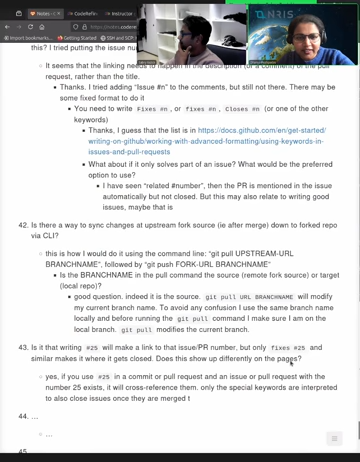 Notes - C
CodeRefin
Instructor
NRIS
Import bookmarks...
Getting Started
SSH and SCP
this? I tried putting the issue nu
It seems that the linking needs to happen in the description (or a comment) of the pull
request, rather than the title.
Thanks. I tried adding “Issue #n” to the comments, but still not there. There may be
some fixed format to do it
You need to write Fixes #n , or fixes #n , Closes #n (or one of the other
keywords)
Thanks, I guess that the list is in https://docs.github.com/en/get-started/
writing-on-github/working-with-advanced-formatting/using-keywords-in-
issues-and-pull-requests
What about if it only solves part of an issue? What would be the preferred
option to use?
I have seen “related #number”, then the PR is mentioned in the issue
automatically but not closed. But this may also relate to writing good
issues, maybe that is
42. Is there a way to sync changes at upstream fork source (ie after merge) down to forked repo
via CLI?
this is how I would do it using the command line: “git pull UPSTREAM-URL
BRANCHNAME”, followed by “git push FORK-URL BRANCHNAME”
Is the BRANCHNAME in the pull command the source (remote fork source) or target
(local repo)?
good question. indeed it is the source. git pull URL BRANCHNAME will modify
my current branch name. To avoid any confusion I use the same branch name
locally and before running the git pull command I make sure I am on the
local branch. git pull modifies the current branch.
43. Is it that writing #25 will make a link to that issue/PR number, but only fixes #25 and
similar makes it where it gets closed. Does this show up differently on the pages?
yes, if you use #25 in a commit or pull request and an issue or pull request with the
number 25 exists, it will cross-reference them. only the special keywords are interpreted
to also close issues once they are merged t
44. ...
...
45.